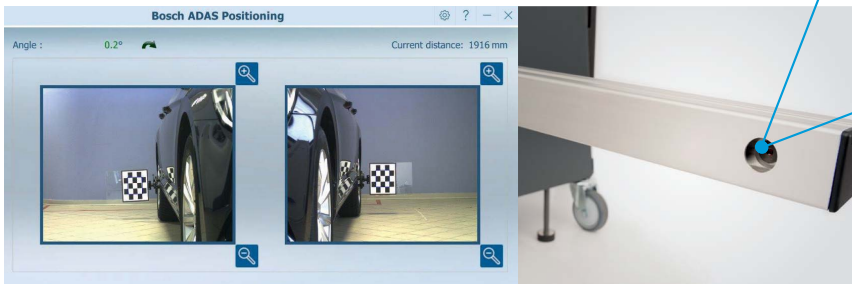 Bosch ADAS Positioning
Angle : 0.2°
Current distance: 1916 mm